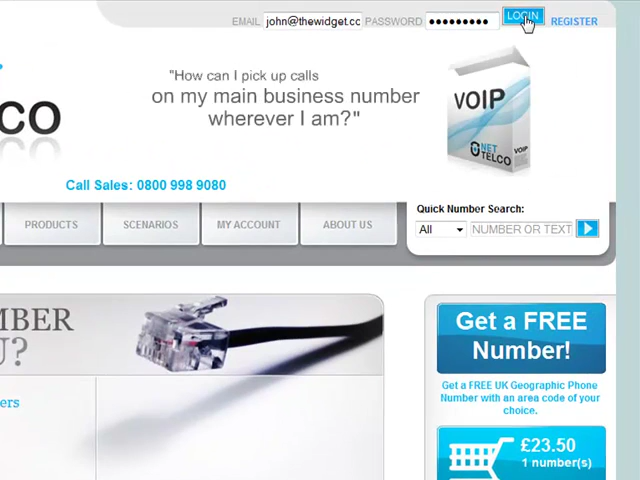 EMAIL john@thewidget.cc PASSWORD ●●●●●●●●● LOGIN REGISTER
"How can I pick up calls
on my main business number
wherever I am?"
VOIP
NET
TELCO
VOIP
CO
Call Sales: 0800 998 9080
PRODUCTS SCENARIOS MY ACCOUNT ABOUT US
Quick Number Search:
All NUMBER OR TEXT
MBER
U?
ers
Get a FREE
Number!
Get a FREE UK Geographic Phone
Number with an area code of your
choice.
£23.50
1 number(s)